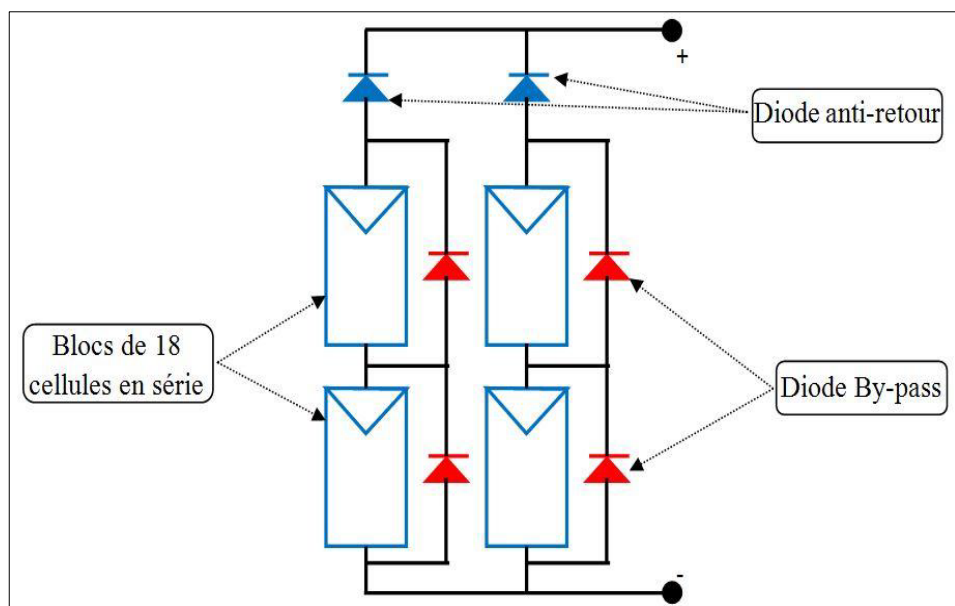 +
Diode anti-retour
Blocs de 18
cellules en série
Diode By-pass
-